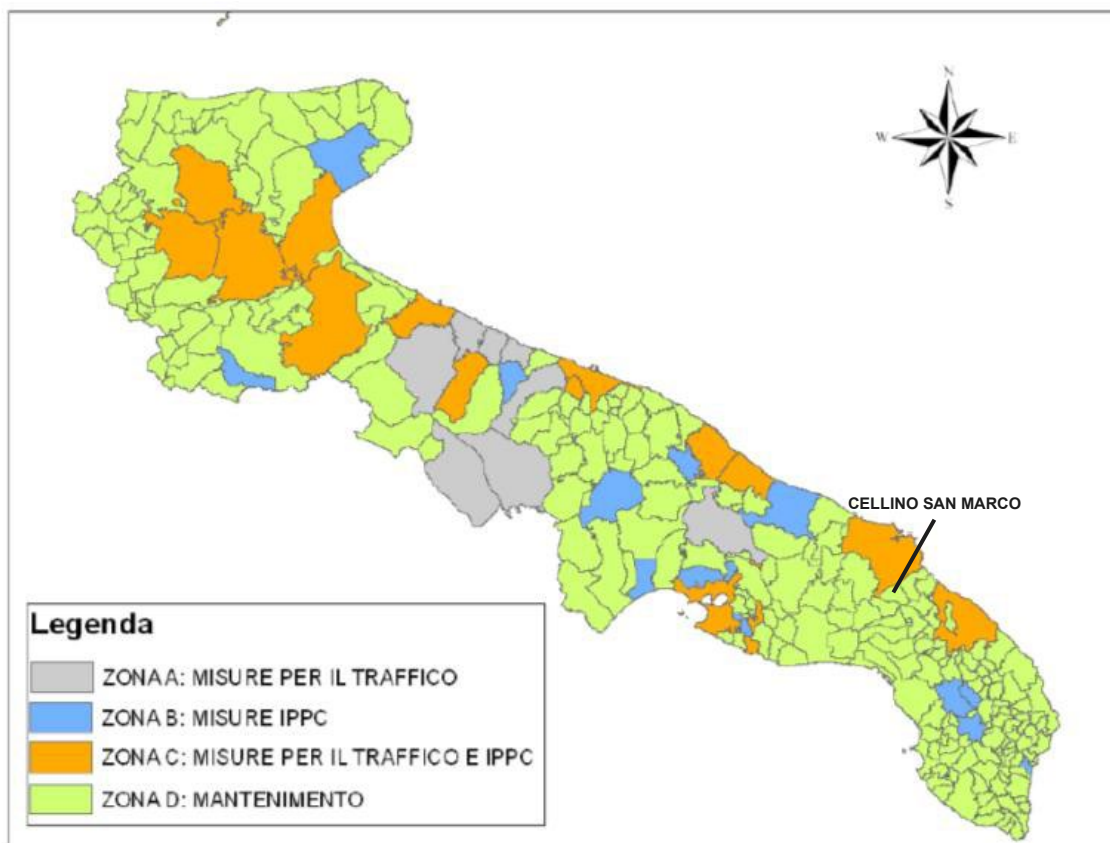 N
W E
S
CELLINO SAN MARCO
Legenda
ZONA A: MISURE PER IL TRAFFICO
ZONA B: MISURE IPPC
ZONA C: MISURE PER IL TRAFFICO E IPPC
ZONA D: MANTENIMENTO